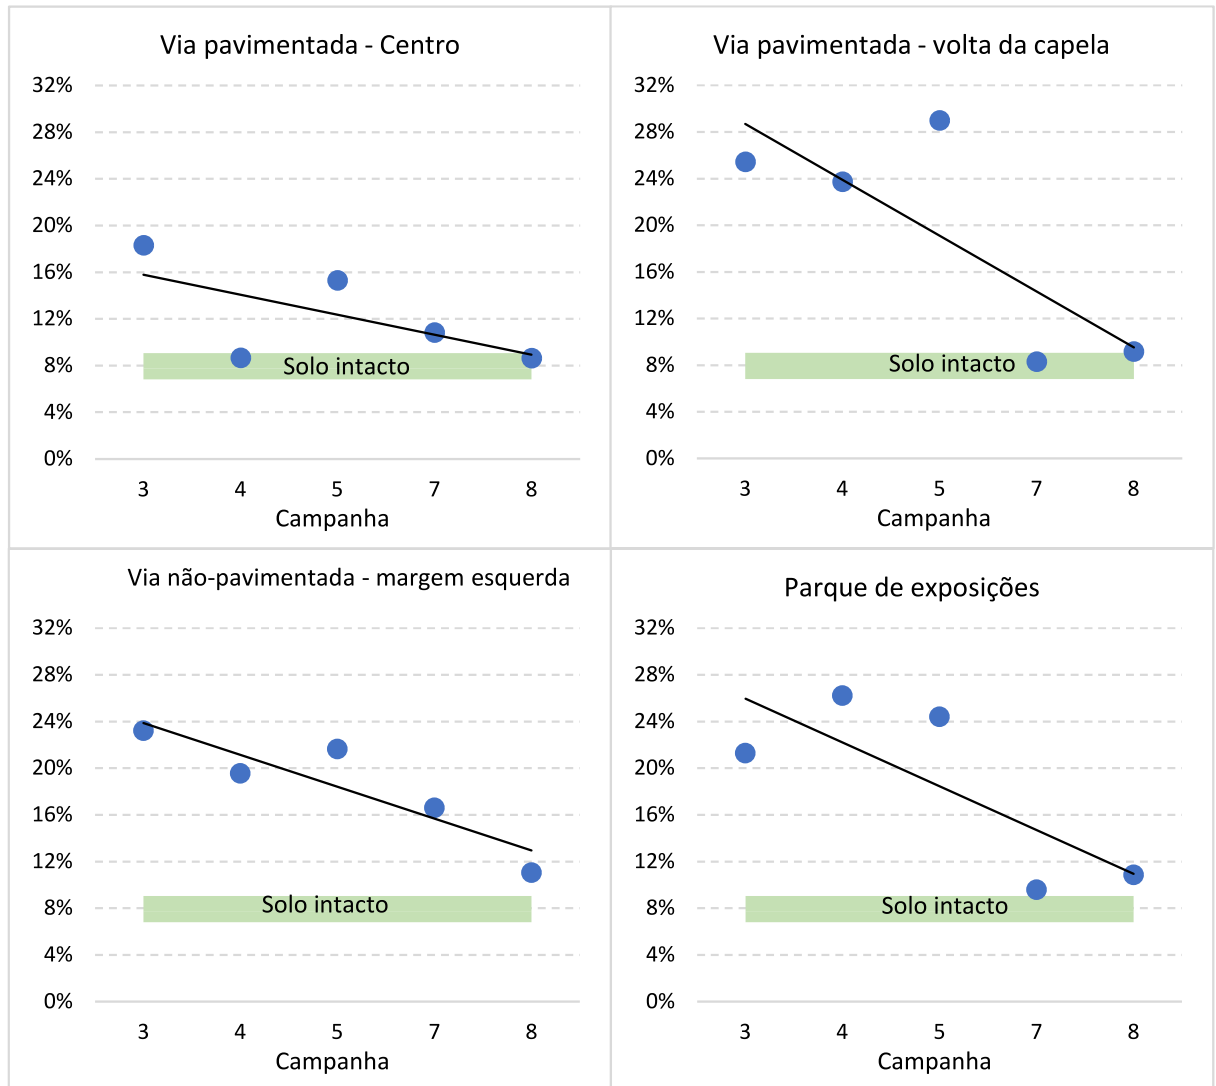 Via pavimentada - Centro
32%
28%
24%
20%
16%
12%
8%
4%
0%
Solo intacto
3 4 5 7 8
Campanha
Via pavimentada - volta da capela
32%
28%
24%
20%
16%
12%
8%
4%
0%
Solo intacto
3 4 5 7 8
Campanha
Via não-pavimentada - margem esquerda
32%
28%
24%
20%
16%
12%
8%
4%
0%
Solo intacto
3 4 5 7 8
Campanha
Parque de exposições
32%
28%
24%
20%
16%
12%
8%
4%
0%
Solo intacto
3 4 5 7 8
Campanha